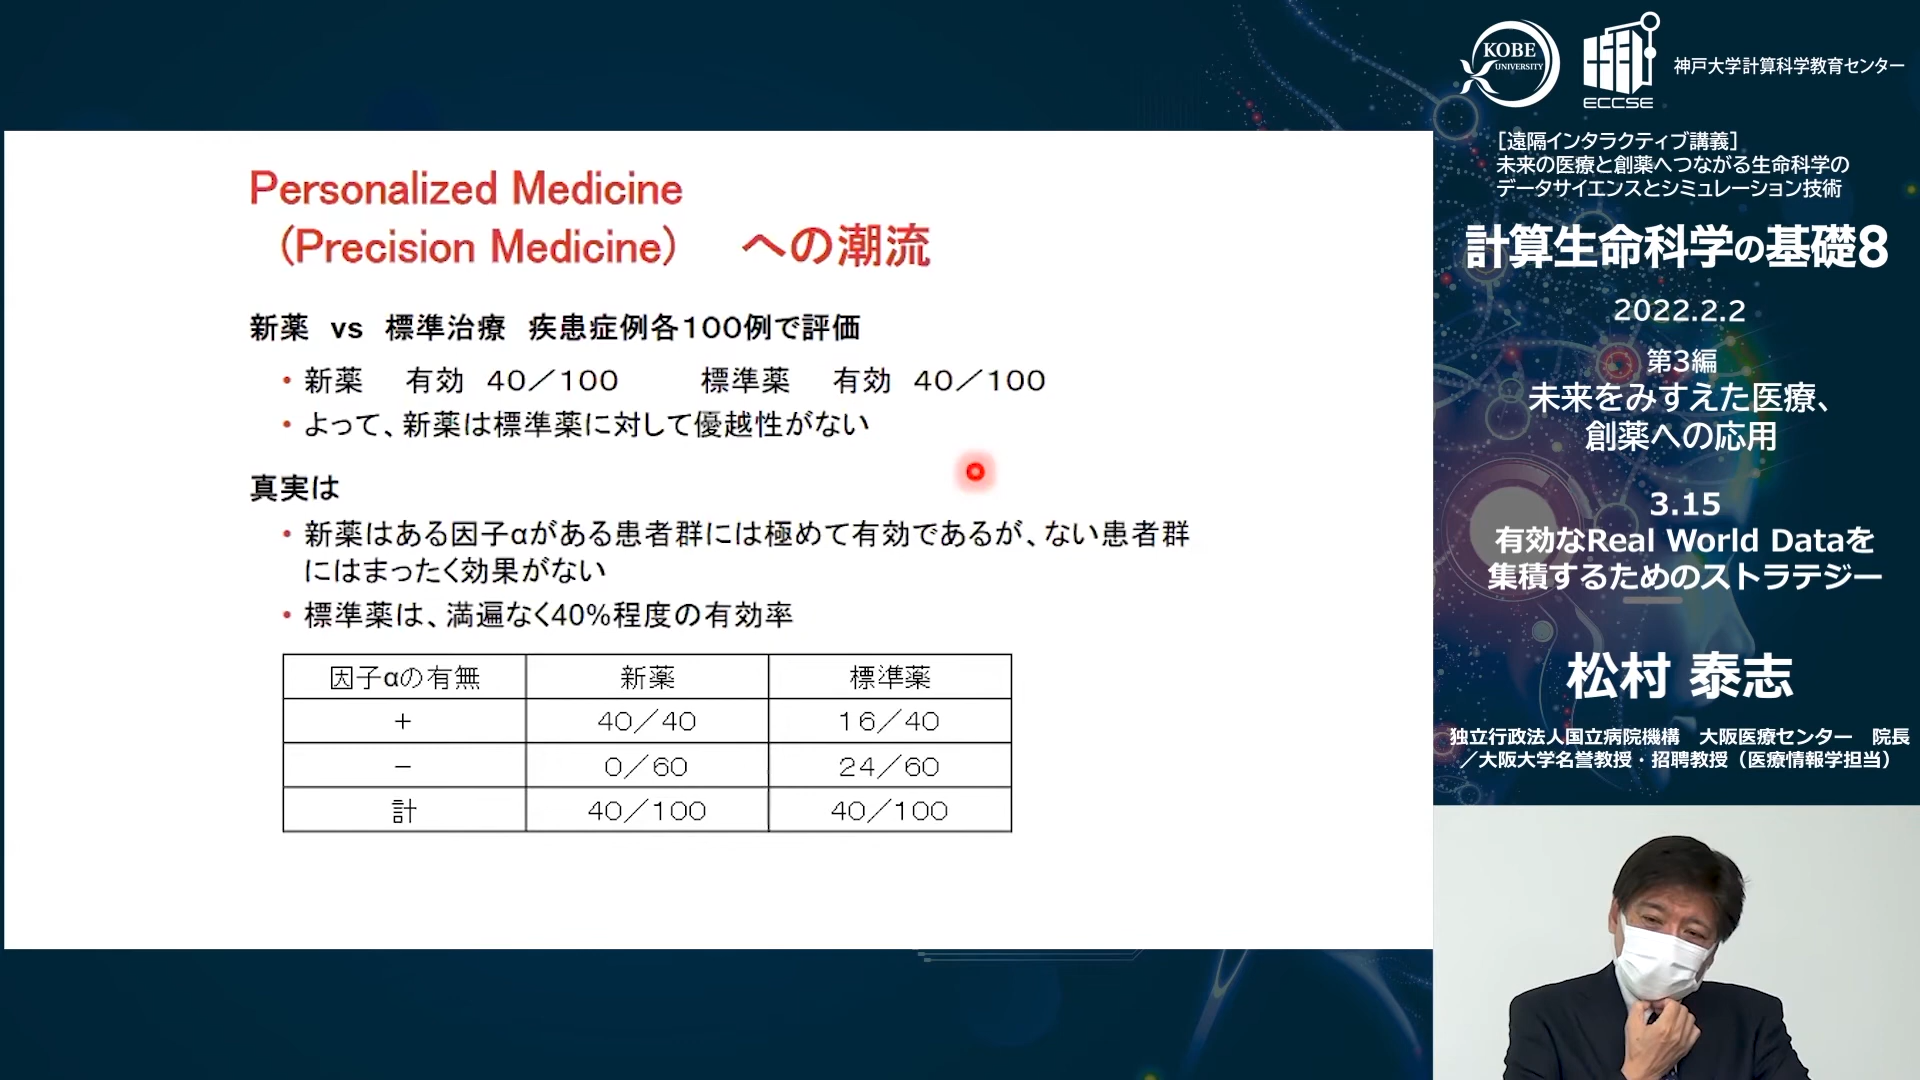 Personalized Medicine
（Precision Medicine） への潮流
新薬 vs 標準治療 疾患症例各１００例で評価
・新薬 有効 ４０／１００ 標準薬 有効 ４０／１００
・よって、新薬は標準薬に対して優越性がない
真実は
・新薬はある因子αがある患者群には極めて有効であるが、ない患者群
にはまったく効果がない
・標準薬は、満遍なく40%程度の有効率
因子αの有無 新薬 標準薬
＋ ４０／４０ １６／４０
－ ０／６０ ２４／６０
計 ４０／１００ ４０／１００
KOBE
UNIVERSITY
ECCSE
神戸大学計算科学教育センター
［遠隔インタラクティブ講義］
未来の医療と創薬へつながる生命科学の
データサイエンスとシミュレーション技術
計算生命科学の基礎8
2022.2.2
第3編
未来をみすえた医療、
創薬への応用
3.15
有効なReal World Dataを
集積するためのストラテジー
松村 泰志
独立行政法人国立病院機構 大阪医療センター 院長
／大阪大学名誉教授・招聘教授（医療情報学担当）